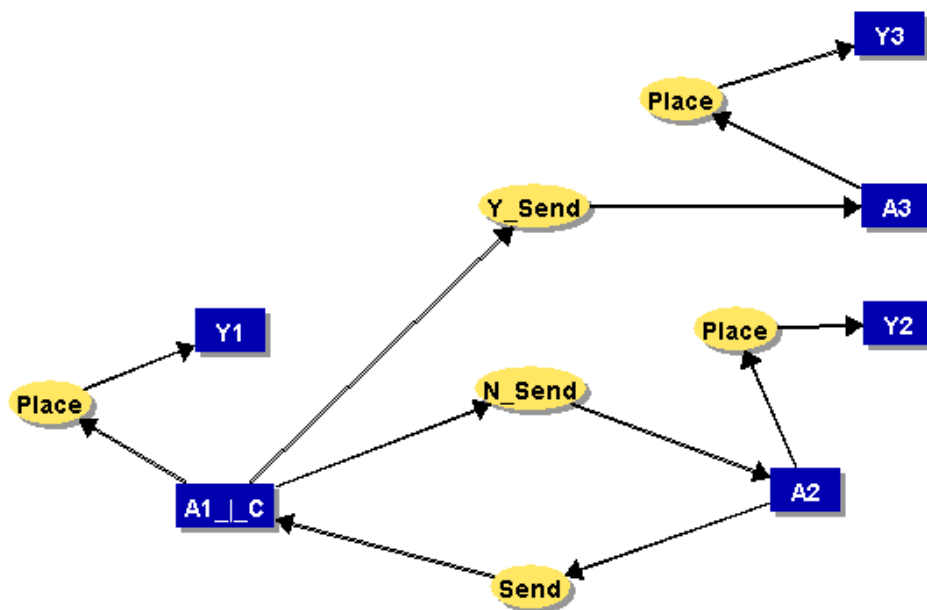 Y3
Place
Y_Send
A3
Y1
Place
Y2
Place
N_Send
A1_|_C
A2
Send